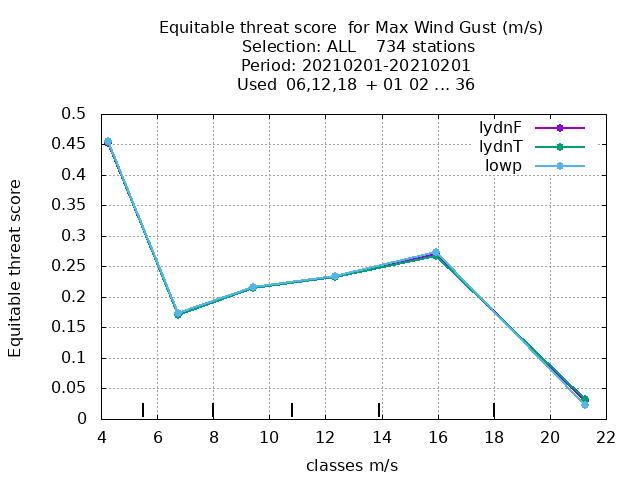 Equitable threat score  for Max Wind Gust (m/s)
Selection: ALL    734 stations
Period: 20210201-20210201
Used  06,12,18  + 01 02 ... 36
0.5
0.45
0.4
0.35
0.3
0.25
0.2
0.15
0.1
0.05
0
Equitable threat score
lydnF
lydnT
lowp
4 6 8 10 12 14 16 18 20 22
classes m/s